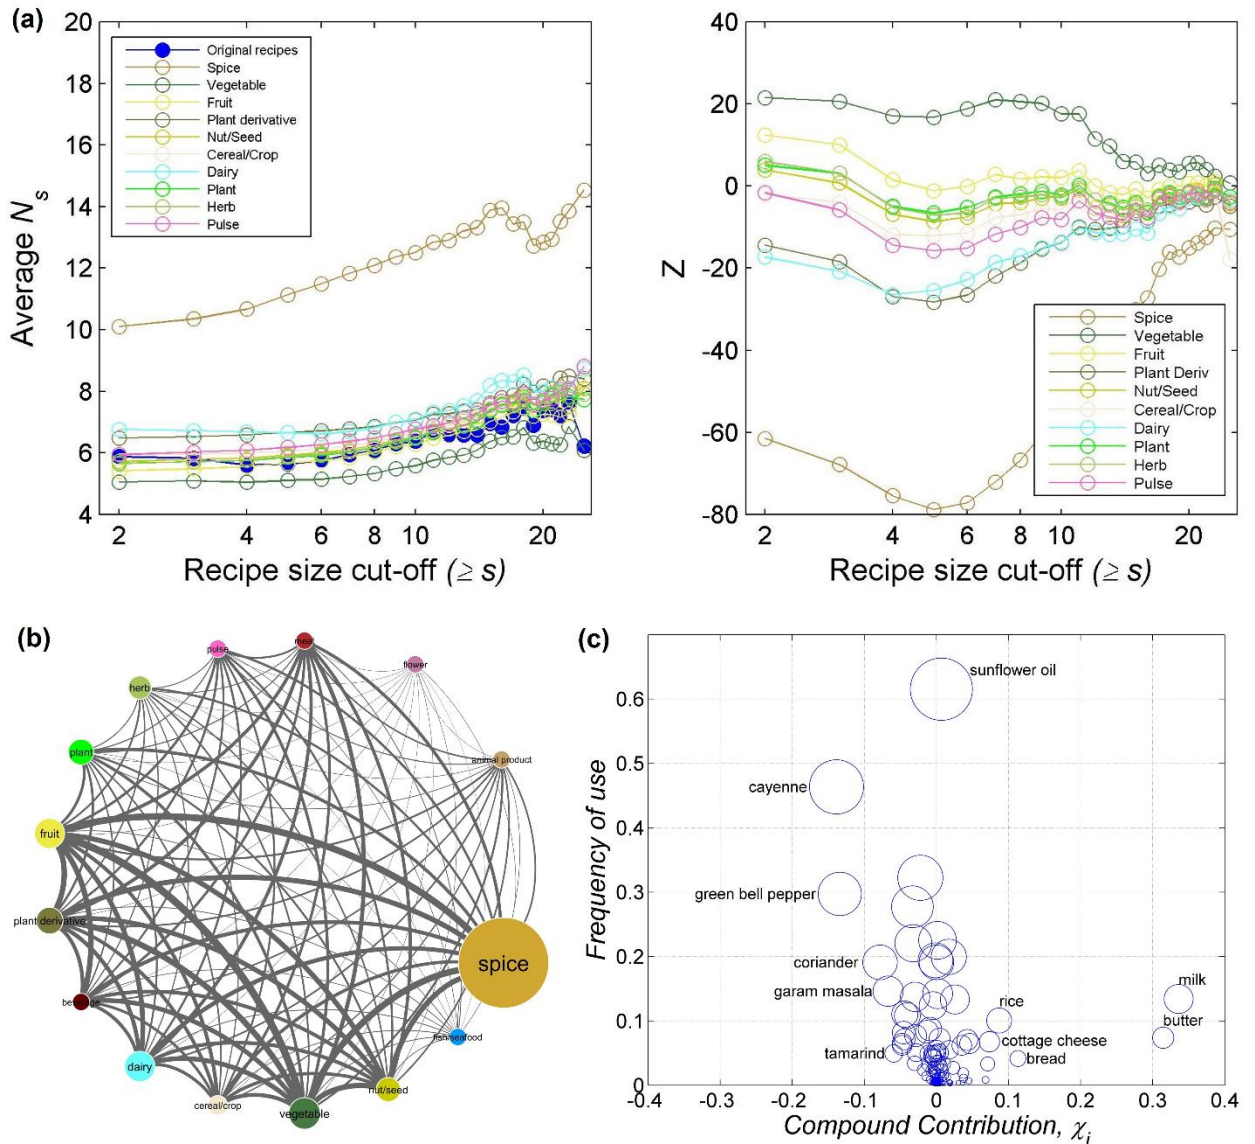 (a)
20
18
16
14
12
10
8
6
4
Average N_s
Original recipes
Spice
Vegetable
Fruit
Plant derivative
Nut/Seed
Cereal/Crop
Dairy
Plant
Herb
Pulse
2 4 6 8 10 20
Recipe size cut-off (≥ s)
40
20
0
-20
-40
-60
-80
Z
Spice
Vegetable
Fruit
Plant Deriv
Nut/Seed
Cereal/Crop
Dairy
Plant
Herb
Pulse
2 4 6 8 10 20
Recipe size cut-off (≥ s)
(b)
pulse
meat
flower
herb
plant
animal product
fruit
plant derivative
spice
beverage
fish/seafood
dairy
nut/seed
cereal/crop
vegetable
(c)
0.6
0.5
0.4
0.3
0.2
0.1
0
Frequency of use
sunflower oil
cayenne
green bell pepper
coriander
garam masala
milk
rice
butter
cottage cheese
tamarind
bread
-0.4 -0.3 -0.2 -0.1 0 0.1 0.2 0.3 0.4
Compound Contribution, χ_i